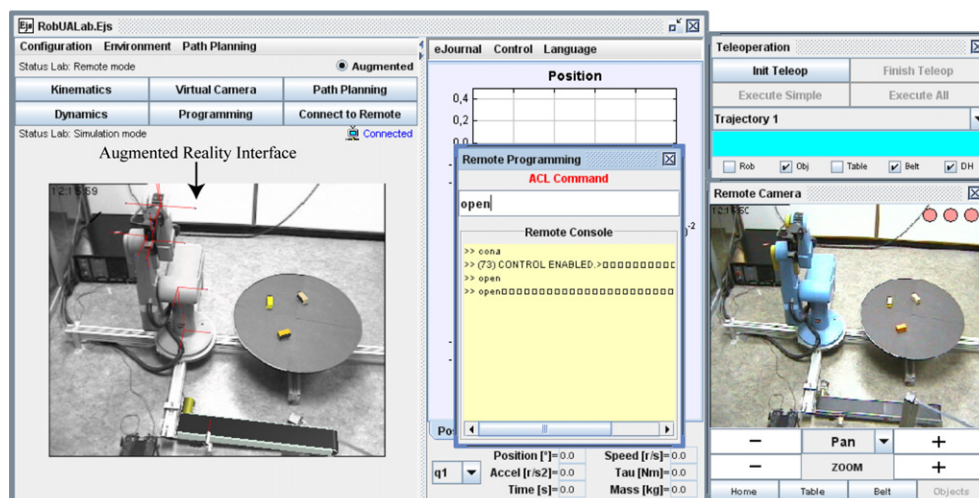 Ejs RobUALab.Ejs
Configuration Environment Path Planning
Status Lab: Remote mode
Augmented
Kinematics Virtual Camera Path Planning
Dynamics Programming Connect to Remote
Status Lab: Simulation mode
Connected
Augmented Reality Interface
eJournal Control Language
Position
0,4
0,2
0,0
-2
Remote Programming
ACL Command
open
Remote Console
>> cona
>> (73) CONTROL ENABLED.>
>> open
>> open
Pos
q1
Position [°]= 0.0 Speed [r/s]= 0.0
Accel [r/s2]= 0.0 Tau [Nm]= 0.0
Time [s]= 0.0 Mass [kg]= 0.0
Teleoperation
Init Teleop Finish Teleop
Execute Simple Execute All
Trajectory 1
Rob Obj Table Belt DH
Remote Camera
− Pan +
− ZOOM +
Home Table Belt Objects